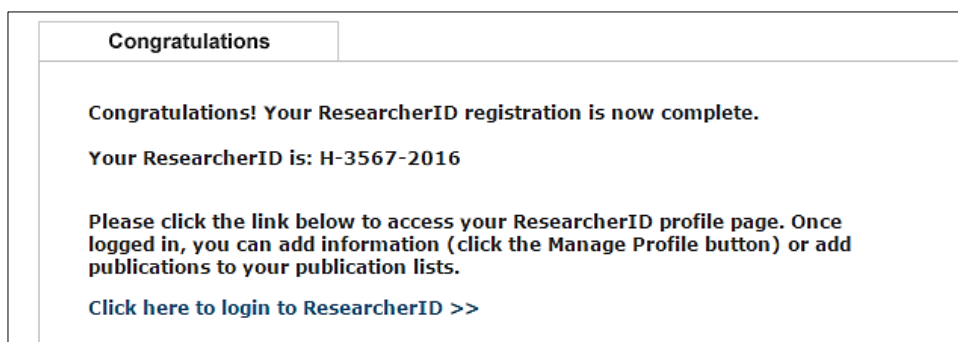 Congratulations
Congratulations! Your ResearcherID registration is now complete.
Your ResearcherID is: H-3567-2016
Please click the link below to access your ResearcherID profile page. Once
logged in, you can add information (click the Manage Profile button) or add
publications to your publication lists.
Click here to login to ResearcherID >>